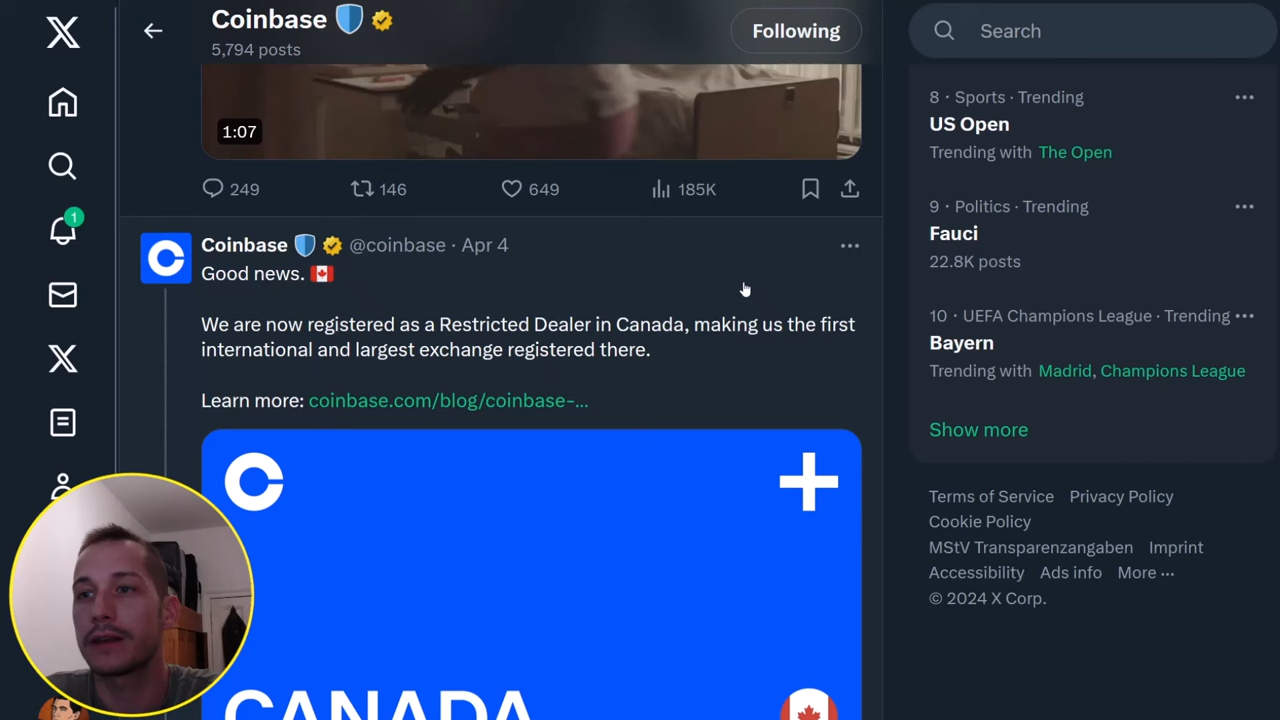 Coinbase 🛡️
5,794 posts
Following
Search
1:07
249
146
649
185K
1
Coinbase 🛡️ @coinbase · Apr 4
Good news. 🇨🇦
We are now registered as a Restricted Dealer in Canada, making us the first
international and largest exchange registered there.
Learn more: coinbase.com/blog/coinbase-...
CANADA
8 · Sports · Trending
US Open
Trending with The Open
9 · Politics · Trending
Fauci
22.8K posts
10 · UEFA Champions League · Trending
Bayern
Trending with Madrid, Champions League
Show more
Terms of Service Privacy Policy
Cookie Policy
MStV Transparenzangaben Imprint
Accessibility Ads info More ···
© 2024 X Corp.